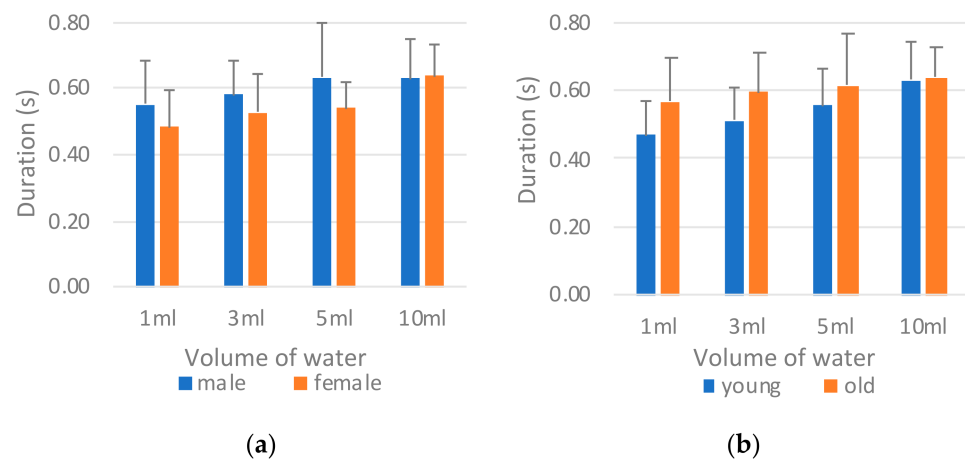 0.80
0.60
0.40
0.20
0.00
Duration (s)
1ml 3ml 5ml 10ml
Volume of water
male female
(a)
0.80
0.60
0.40
0.20
0.00
Duration (s)
1ml 3ml 5ml 10ml
Volume of water
young old
(b)